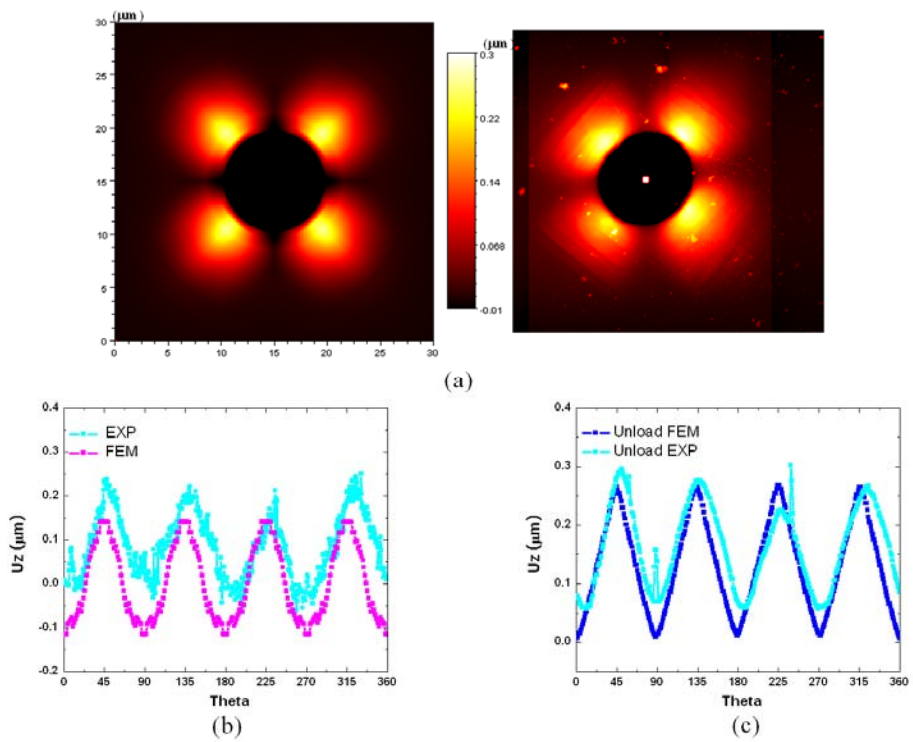 (μm)
30
25
20
15
10
5
0
0 5 10 15 20 25 30
(μm
0.3
0.22
0.14
0.068
-0.01
(a)
0.4
0.3
0.2
0.1
0.0
-0.1
-0.2
Uz (μm)
EXP
FEM
0 45 90 135 180 225 270 315 360
Theta
(b)
0.4
0.3
0.2
0.1
0.0
Uz (μm)
Unload FEM
Unload EXP
0 45 90 135 180 225 270 315 360
Theta
(c)